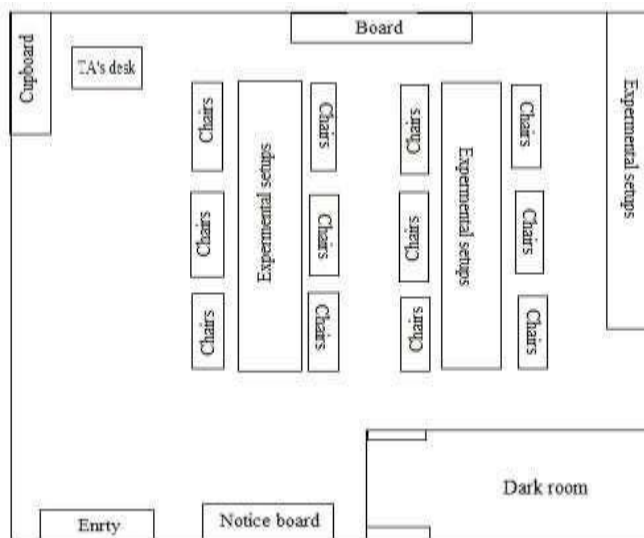 Board
Cupboard
TA's desk
Chairs
Chairs
Chairs
Chairs
Expermental setups
Chairs
Chairs
Chairs
Chairs
Expermental setups
Expermental setups
Chairs
Chairs
Chairs
Chairs
Dark room
Enrty
Notice board